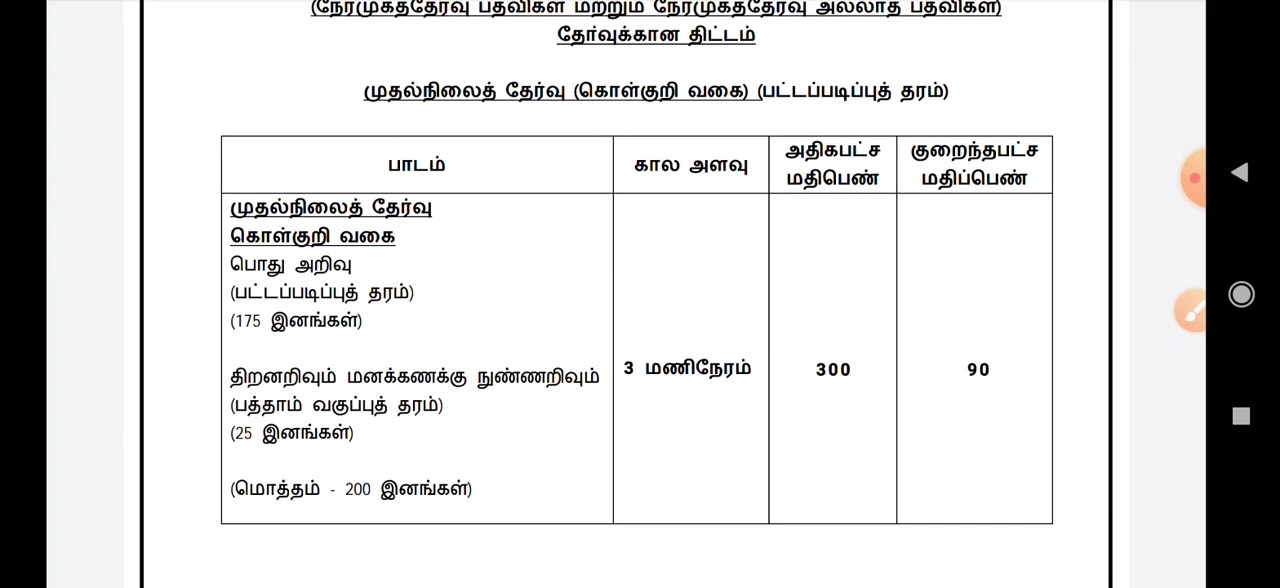 (நேர்முகத்தேர்வு பதவிகள் மற்றும் நேர்முகத்தேர்வு அல்லாத பதவிகள்)
தேர்வுக்கான திட்டம்
முதல்நிலைத் தேர்வு (கொள்குறி வகை) (பட்டப்படிப்புத் தரம்)
பாடம்
கால அளவு
அதிகபட்ச
மதிபெண்
குறைந்தபட்ச
மதிப்பெண்
முதல்நிலைத் தேர்வு
கொள்குறி வகை
பொது அறிவு
(பட்டப்படிப்புத் தரம்)
(175 இனங்கள்)
திறனறிவும் மனக்கணக்கு நுண்ணறிவும்
(பத்தாம் வகுப்புத் தரம்)
(25 இனங்கள்)
(மொத்தம் - 200 இனங்கள்)
3 மணிநேரம்
300
90